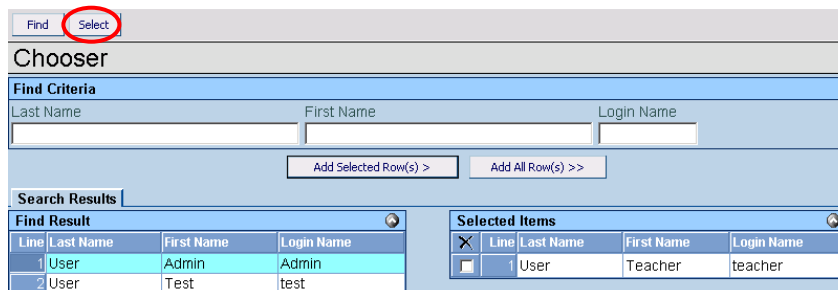 Find Select
Chooser
Find Criteria
Last Name First Name Login Name
Add Selected Row(s) > Add All Row(s) >>
Search Results
Find Result Selected Items
Line Last Name First Name Login Name X Line Last Name First Name Login Name
1 User Admin Admin 1 User Teacher teacher
2 User Test test